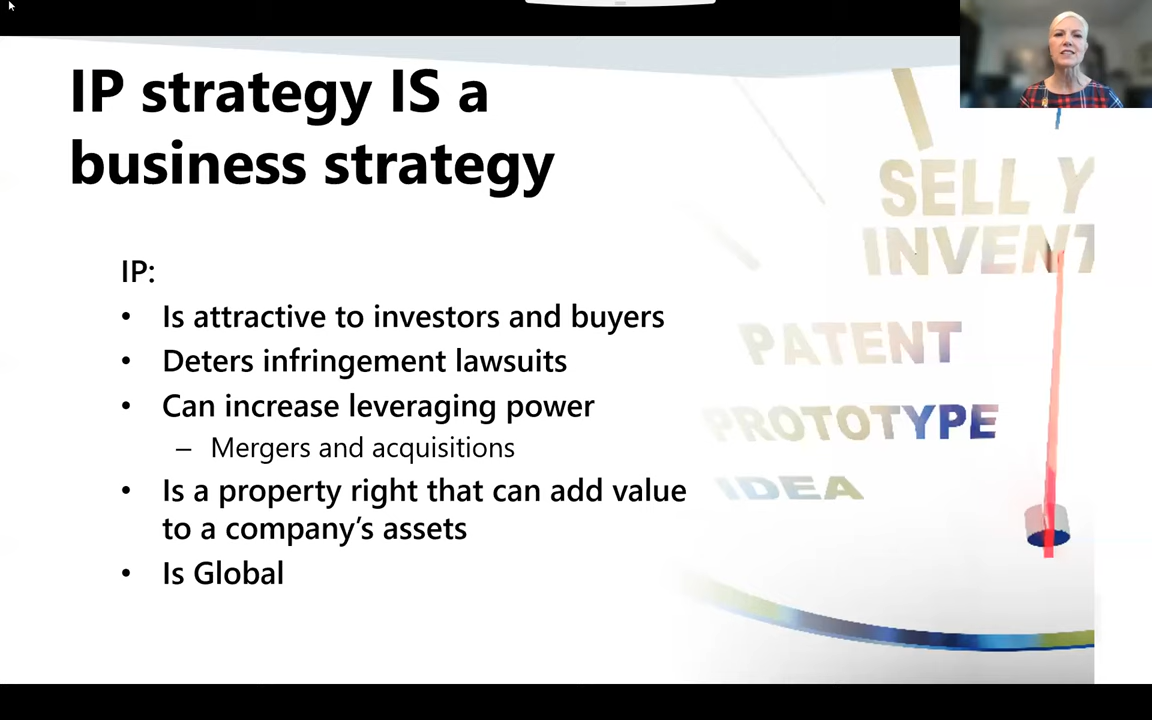 IP strategy IS a
business strategy
IP:
• Is attractive to investors and buyers
• Deters infringement lawsuits
• Can increase leveraging power
– Mergers and acquisitions
• Is a property right that can add value
to a company’s assets
• Is Global
SELL Y
INVENT
PATENT
PROTOTYPE
IDEA